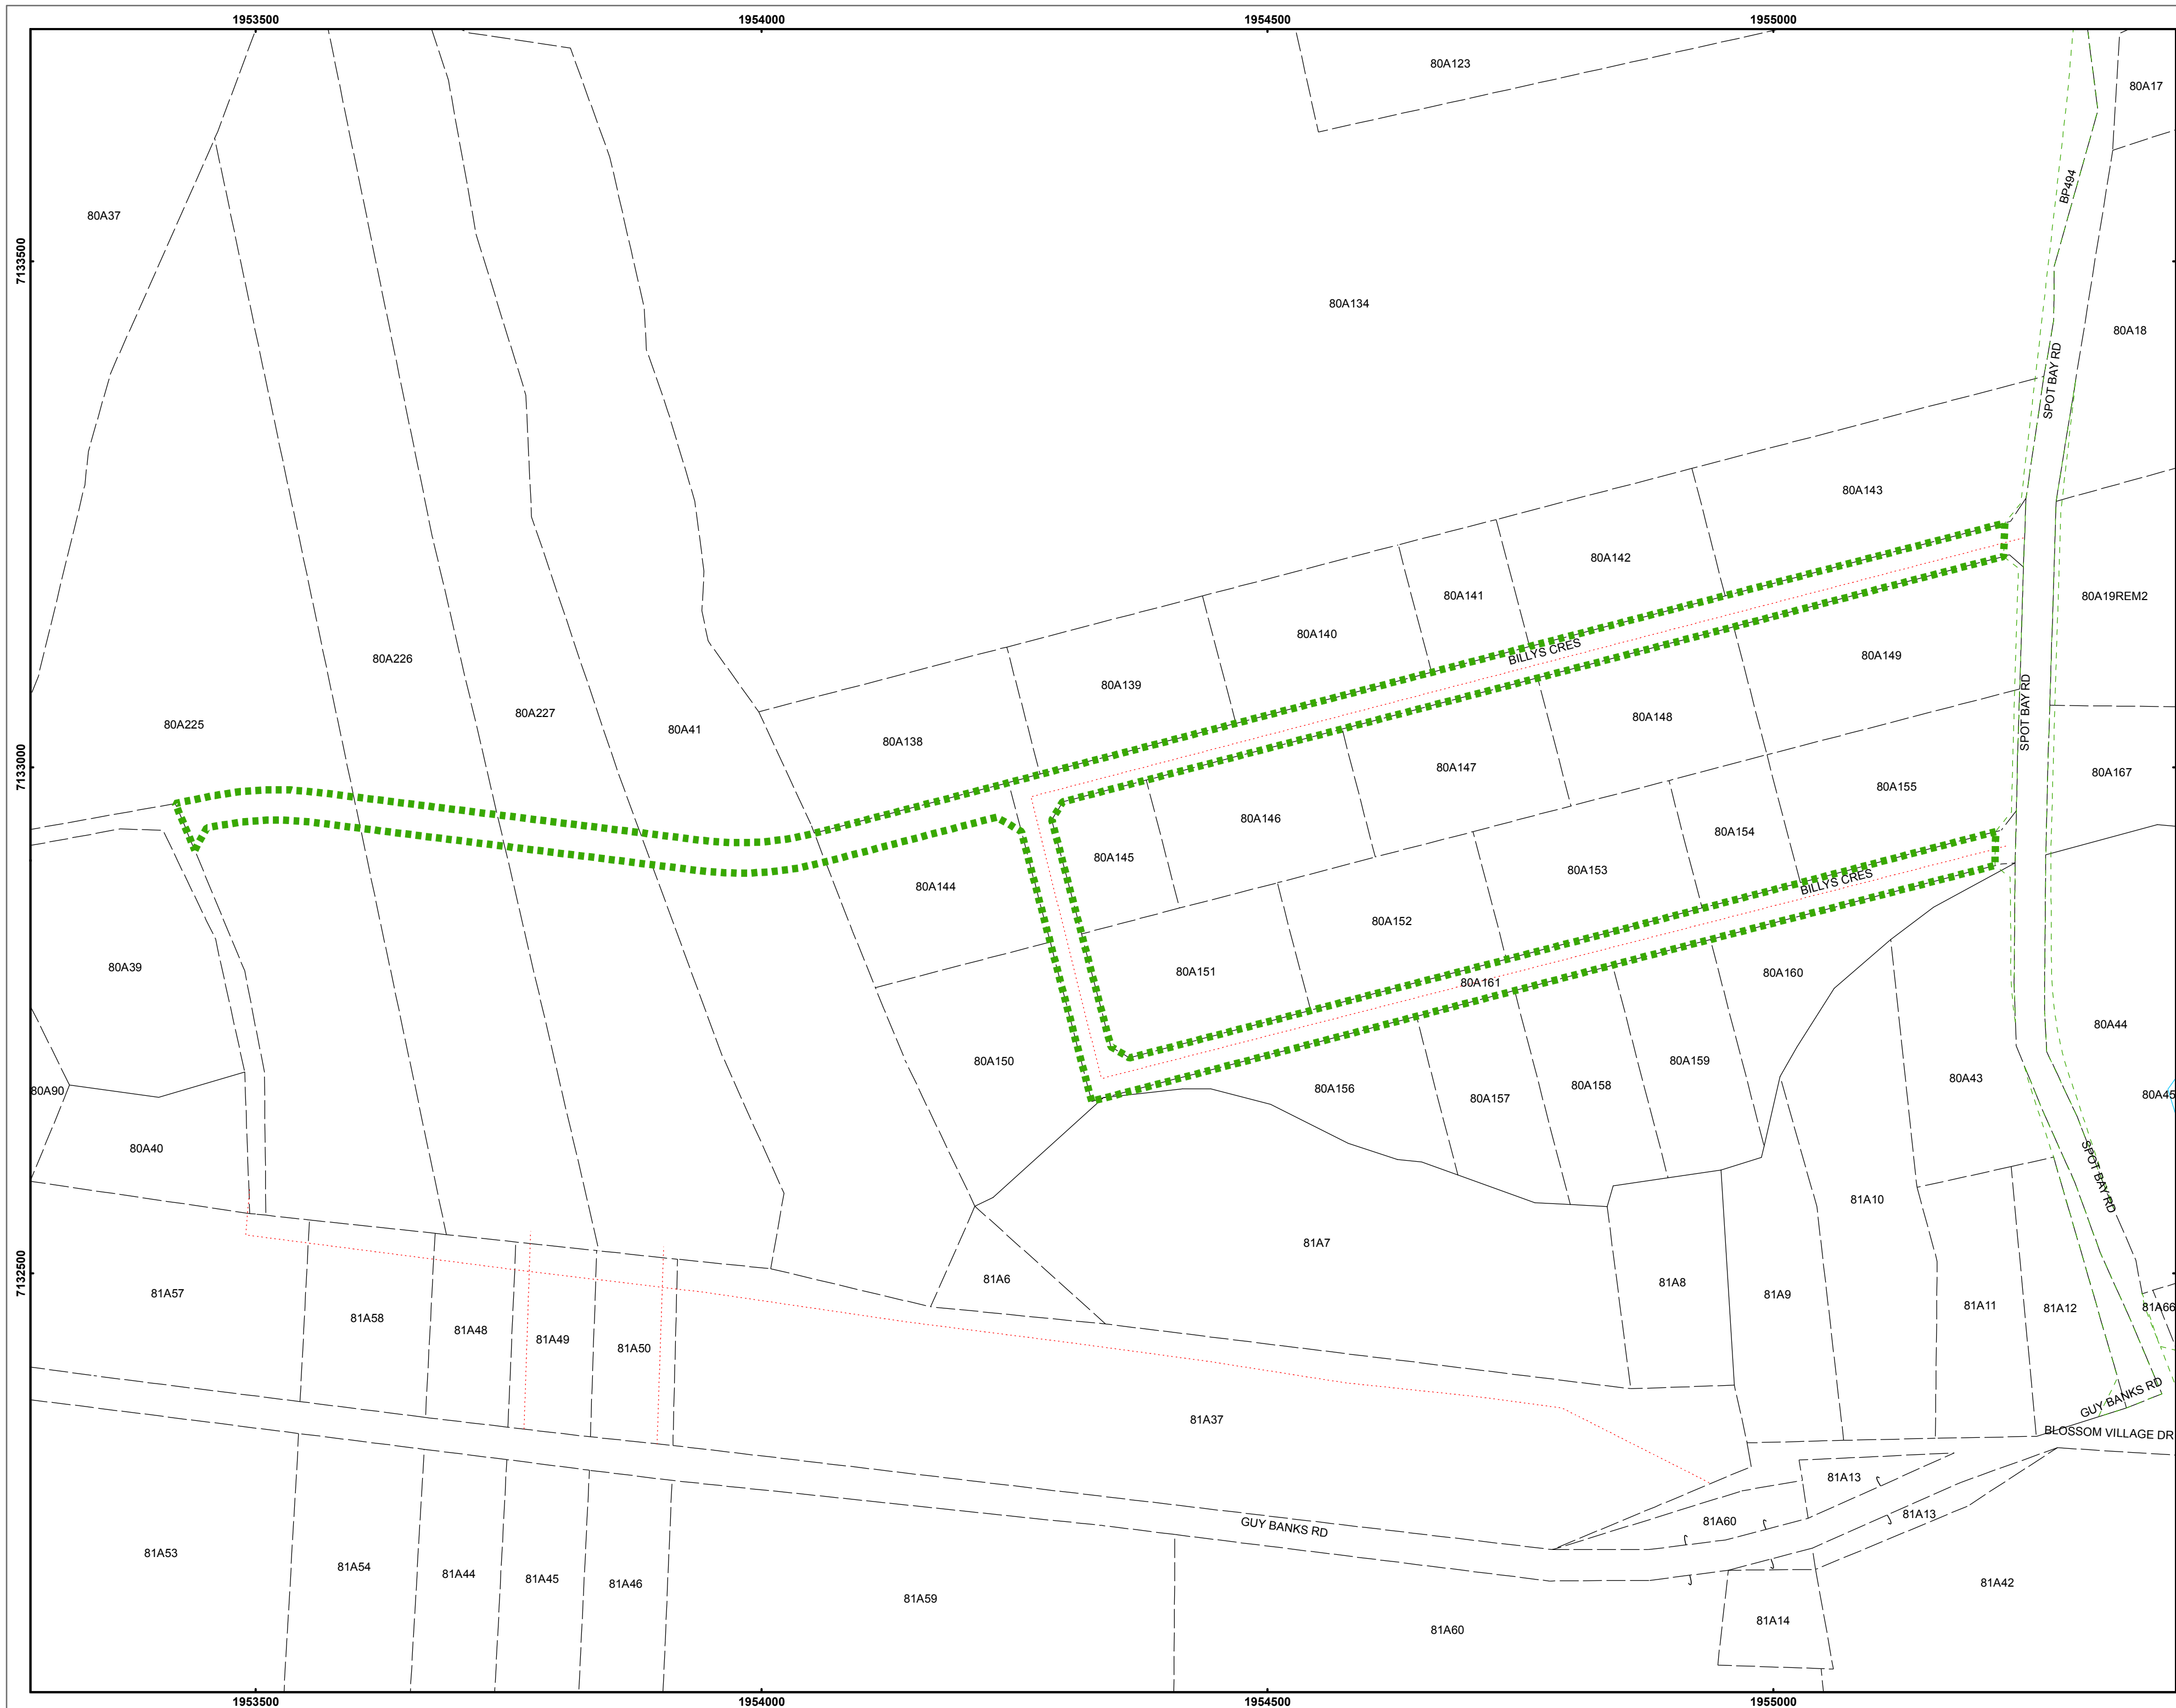 1953500
1954000
1954500
1955000
80A123
80A17
BP494
80A37
7133500
80A134
80A18
SPOT BAY RD
80A143
80A142
80A141
80A19REM2
80A140
BILLYS CRES
80A149
80A226
80A139
80A227
80A148
SPOT BAY RD
80A225
80A41
80A138
7133000
80A147
80A167
80A155
80A146
80A154
80A145
80A153
BILLYS CRES
80A144
80A152
80A39
80A151
80A160
80A161
80A44
80A150
80A159
80A43
80A158
80A156
80A90
80A157
80A45
80A40
SPOT BAY RD
81A10
81A7
7132500
81A6
81A8
81A57
81A9
81A11
81A12
81A66
81A58
81A48
81A49
81A50
GUY BANKS RD
81A37
BLOSSOM VILLAGE DR
81A13
81A13
81A60
GUY BANKS RD
81A53
81A54
81A44
81A45
81A46
81A42
81A59
81A14
81A60
1953500
1954000
1954500
1955000